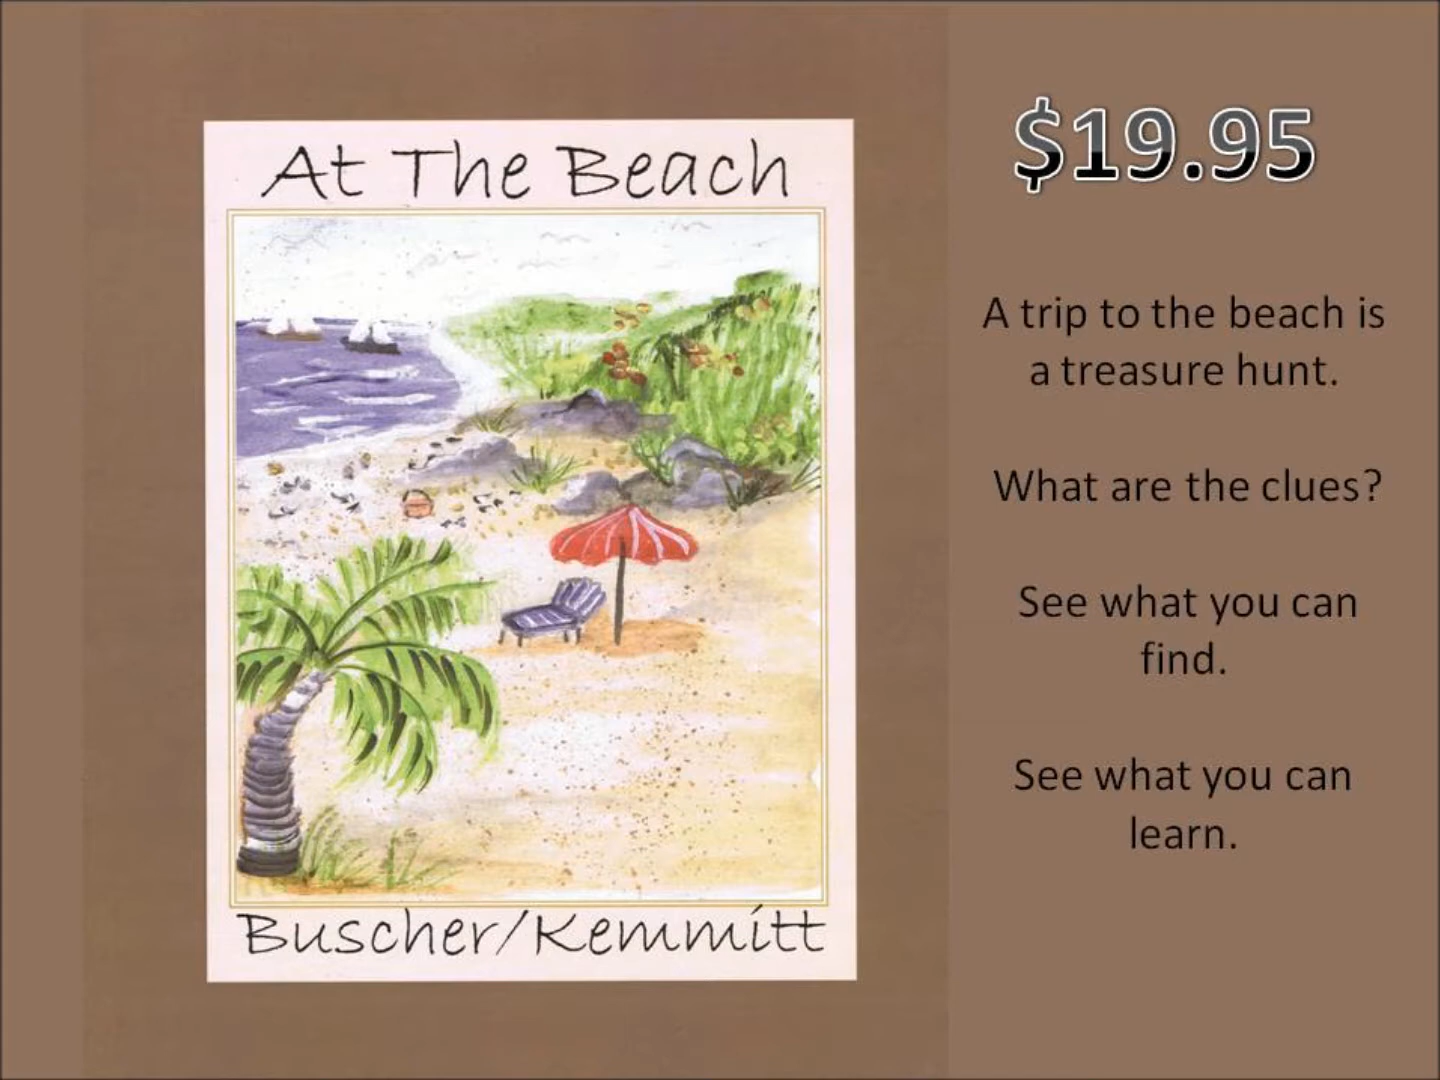 At The Beach
Buscher/Kemmitt
$19.95
A trip to the beach is
a treasure hunt.
What are the clues?
See what you can
find.
See what you can
learn.